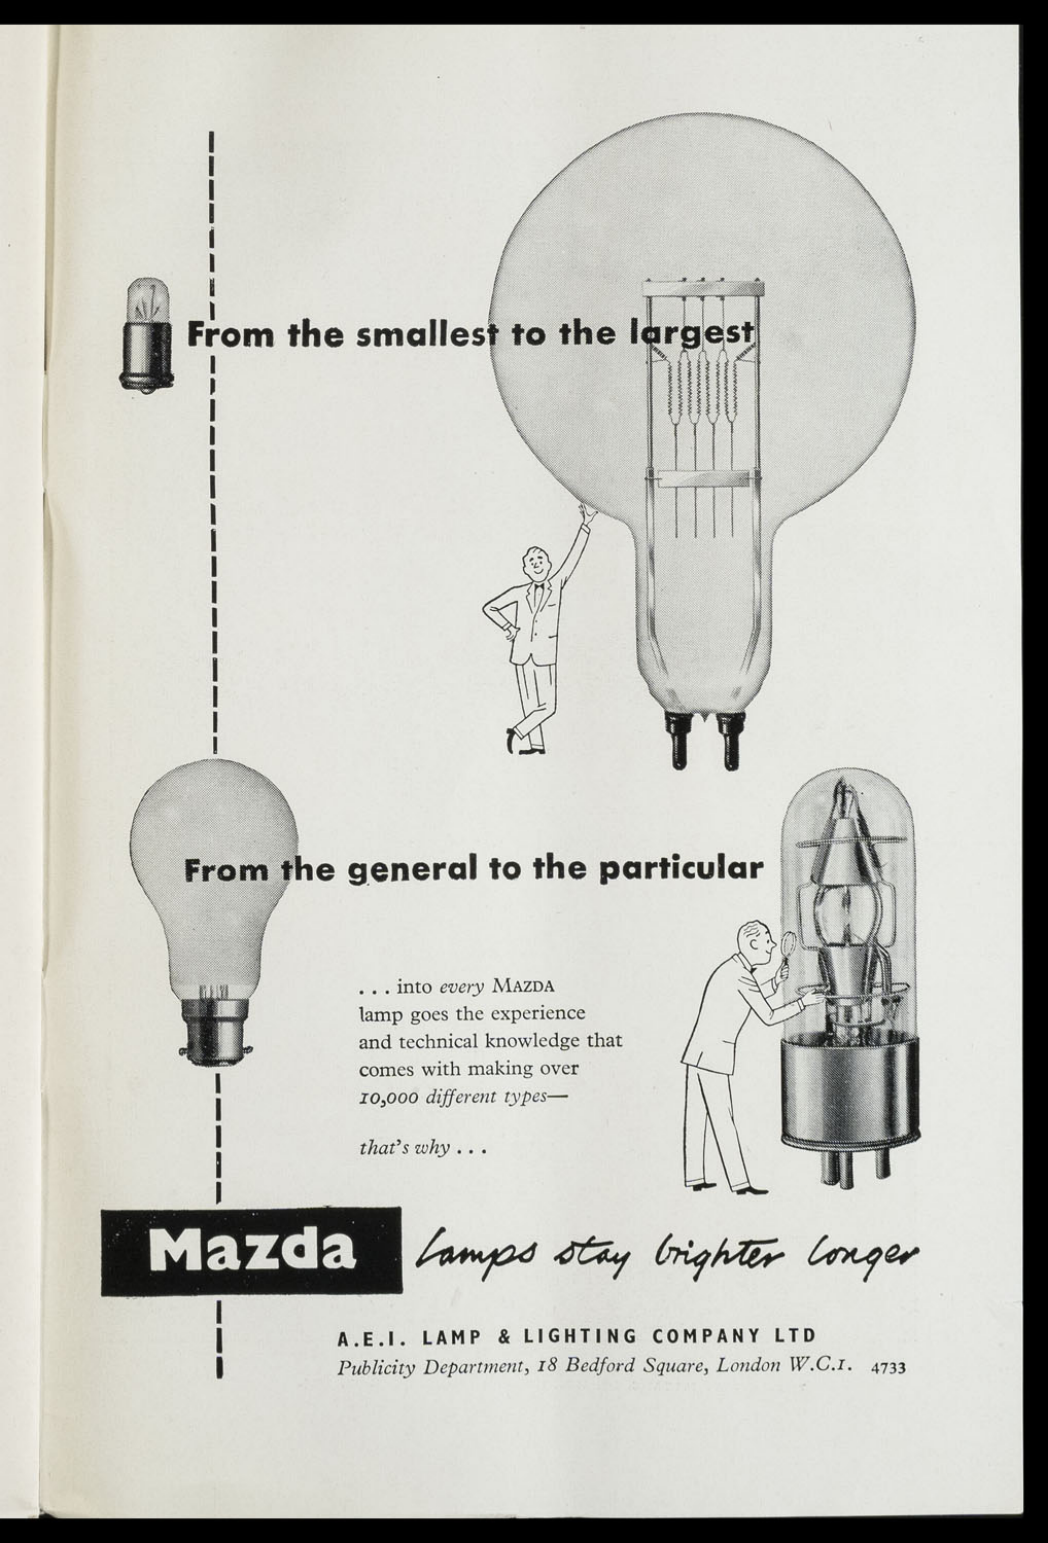 From the smallest to the largest
From the general to the particular
. . . into every MAZDA
lamp goes the experience
and technical knowledge that
comes with making over
10,000 different types—
that's why . . .
Mazda lamps stay brighter longer
A.E.I. LAMP & LIGHTING COMPANY LTD
Publicity Department, 18 Bedford Square, London W.C.1. 4733